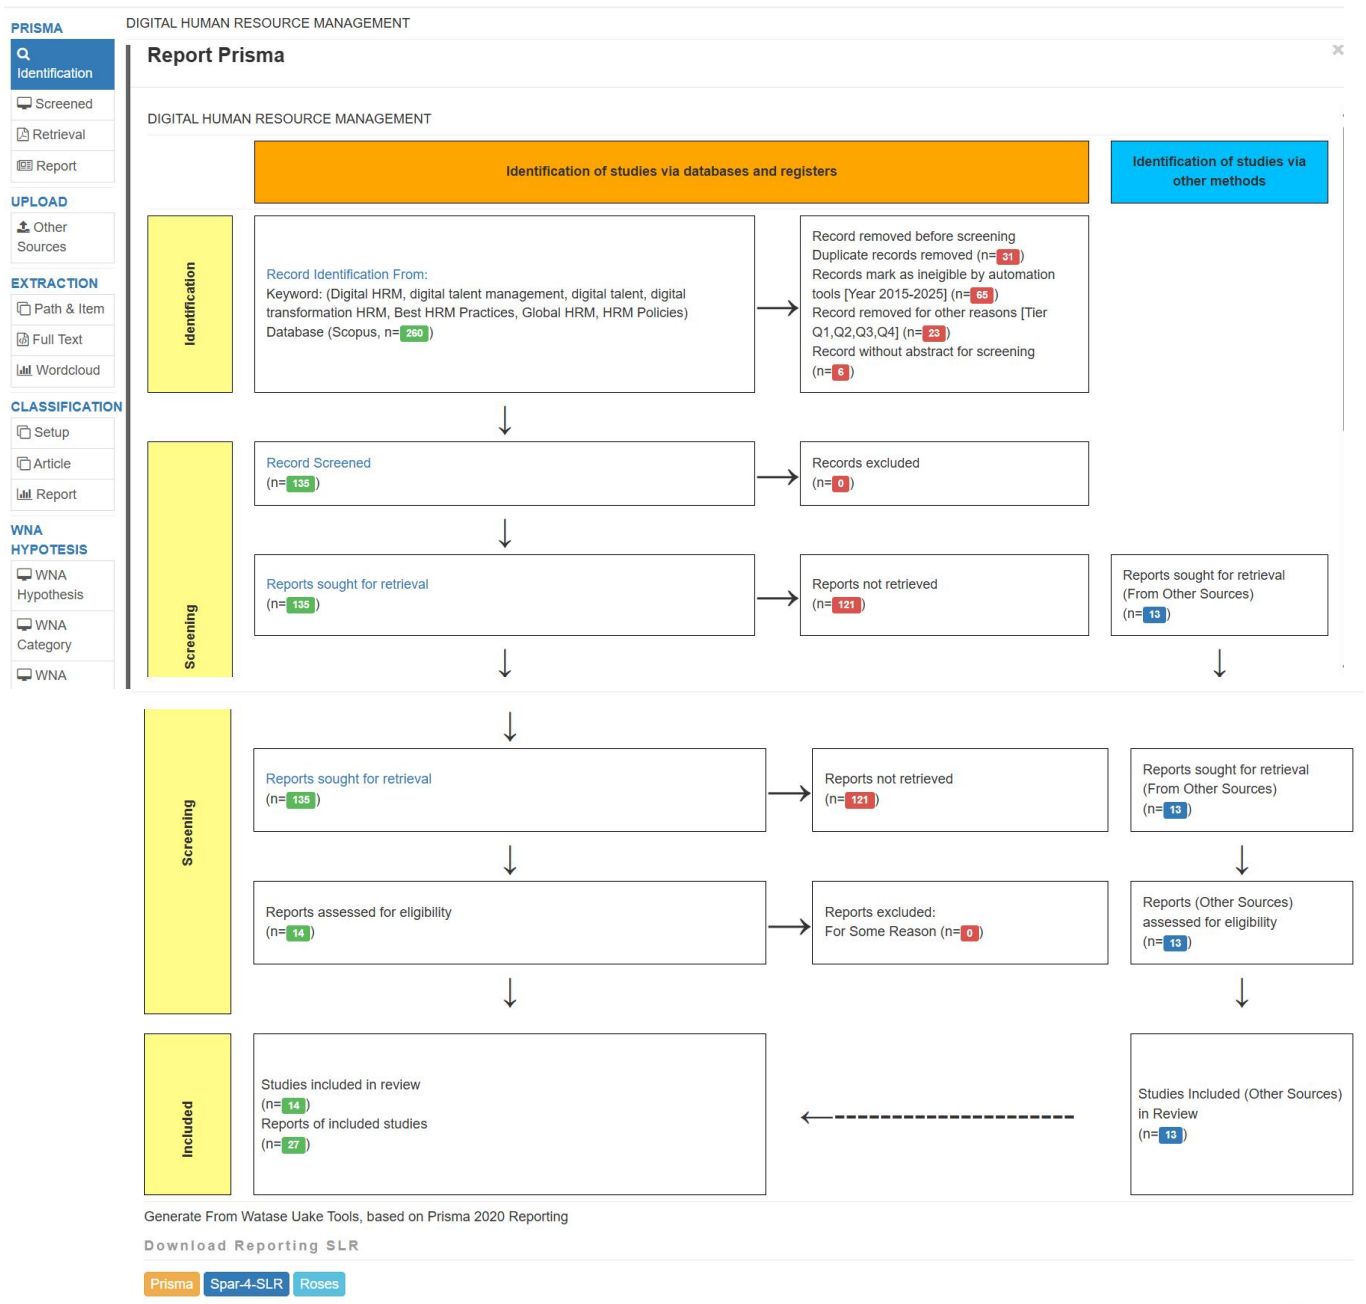 PRISMA
Identification
Screened
Retrieval
Report
UPLOAD
Other
Sources
EXTRACTION
Path & Item
Full Text
Wordcloud
CLASSIFICATION
Setup
Article
Report
WNA
HYPOTESIS
WNA
Hypothesis
WNA
Category
WNA
DIGITAL HUMAN RESOURCE MANAGEMENT
Report Prisma
×
DIGITAL HUMAN RESOURCE MANAGEMENT
Identification of studies via databases and registers
Identification of studies via
other methods
Identification
Record Identification From:
Keyword: (Digital HRM, digital talent management, digital talent, digital
transformation HRM, Best HRM Practices, Global HRM, HRM Policies)
Database (Scopus, n= 260 )
Record removed before screening
Duplicate records removed (n= 31 )
Records mark as ineigible by automation
tools [Year 2015-2025] (n= 65 )
Record removed for other reasons [Tier
Q1,Q2,Q3,Q4] (n= 23 )
Record without abstract for screening
(n= 6 )
Screening
Record Screened
(n= 135 )
Records excluded
(n= 0 )
Reports sought for retrieval
(n= 135 )
Reports not retrieved
(n= 121 )
Reports sought for retrieval
(From Other Sources)
(n= 13 )
Screening
Reports sought for retrieval
(n= 135 )
Reports not retrieved
(n= 121 )
Reports sought for retrieval
(From Other Sources)
(n= 13 )
Reports assessed for eligibility
(n= 14 )
Reports excluded:
For Some Reason (n= 0 )
Reports (Other Sources)
assessed for eligibility
(n= 13 )
Included
Studies included in review
(n= 14 )
Reports of included studies
(n= 27 )
Studies Included (Other Sources)
in Review
(n= 13 )
Generate From Watase Uake Tools, based on Prisma 2020 Reporting
Download Reporting SLR
Prisma
Spar-4-SLR
Roses